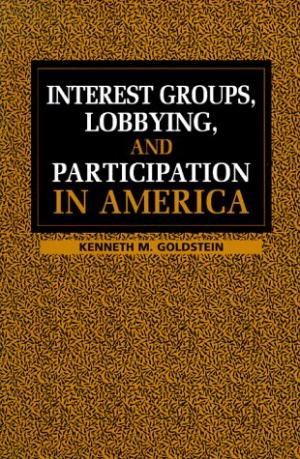 INTEREST GROUPS,
LOBBYING,
AND
PARTICIPATION
IN AMERICA
KENNETH M. GOLDSTEIN